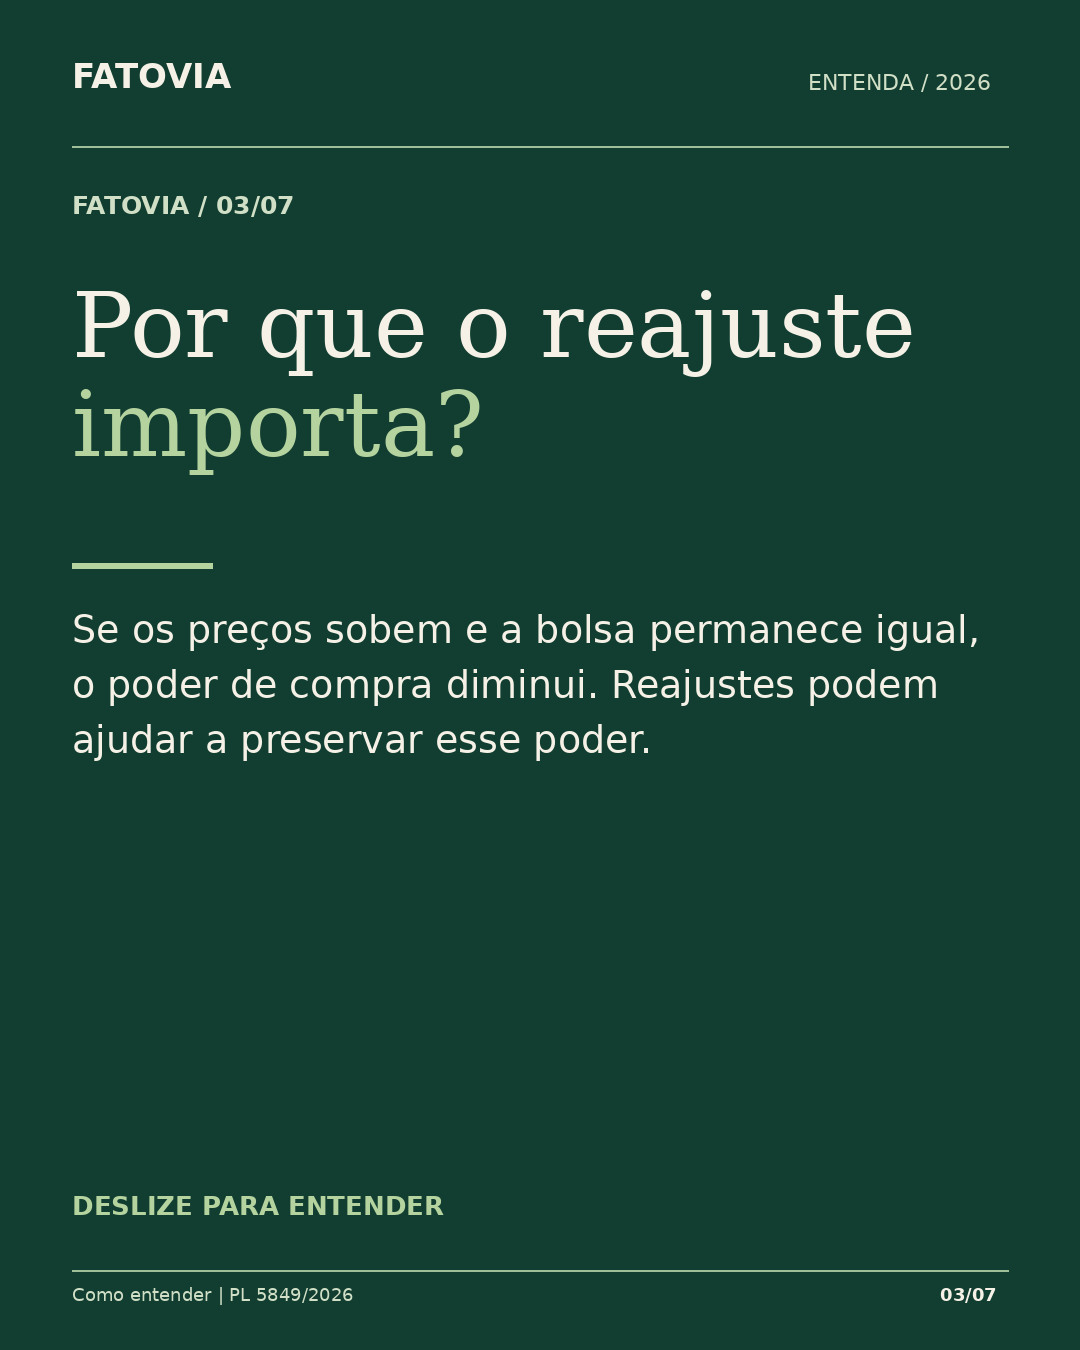 FATOVIA
ENTENDA / 2026
FATOVIA / 03/07
Por que o reajuste
importa?
Se os preços sobem e a bolsa permanece igual,
o poder de compra diminui. Reajustes podem
ajudar a preservar esse poder.
DESLIZE PARA ENTENDER
Como entender | PL 5849/2026
03/07